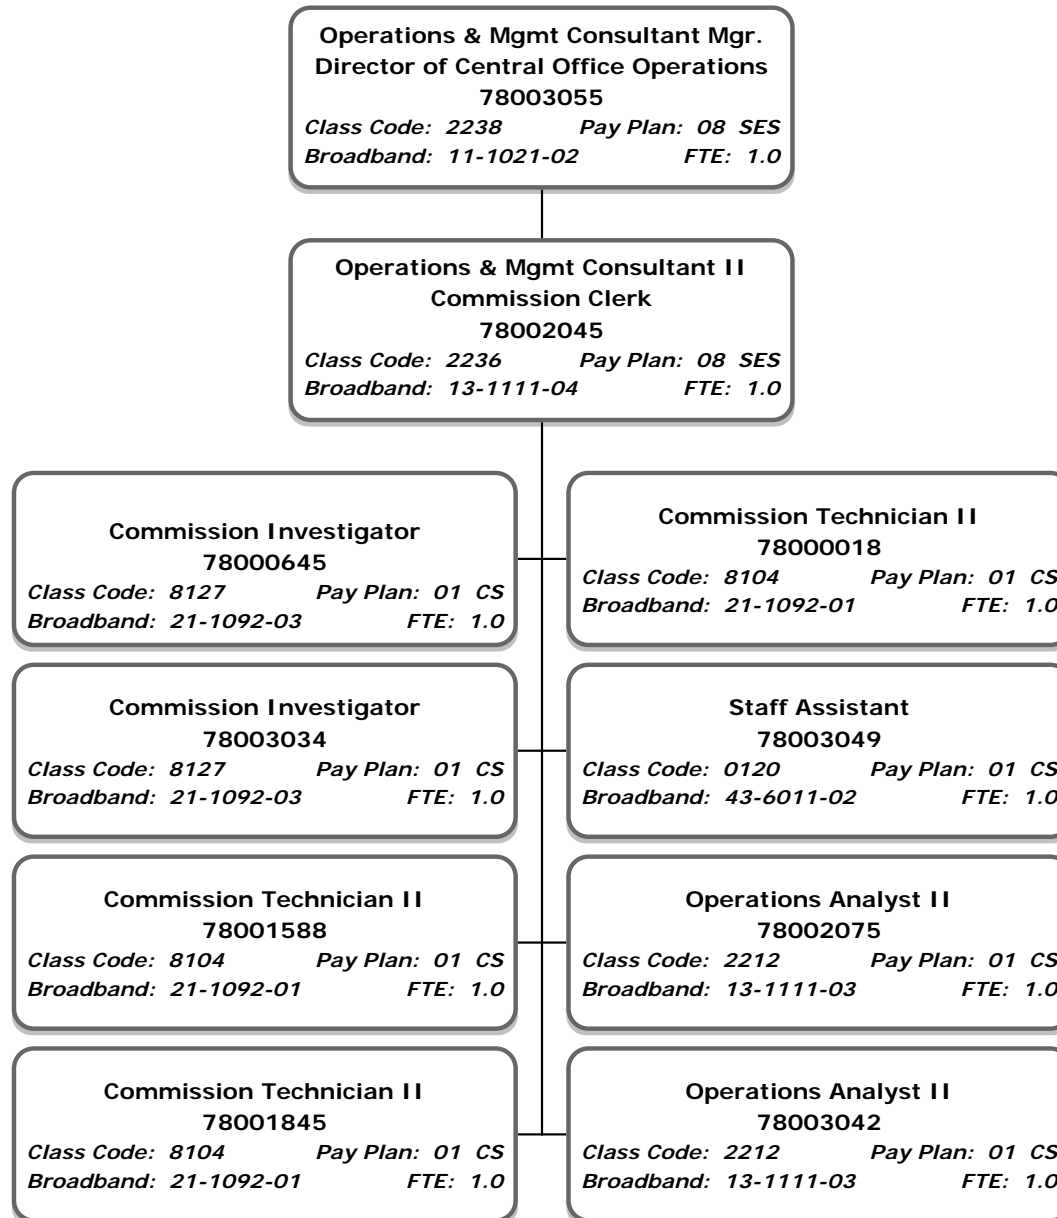 Operations & Mgmt Consultant Mgr.
Director of Central Office Operations
78003055
Class Code: 2238 Pay Plan: 08 SES
Broadband: 11-1021-02 FTE: 1.0
Operations & Mgmt Consultant II
Commission Clerk
78002045
Class Code: 2236 Pay Plan: 08 SES
Broadband: 13-1111-04 FTE: 1.0
Commission Investigator
78000645
Class Code: 8127 Pay Plan: 01 CS
Broadband: 21-1092-03 FTE: 1.0
Commission Technician II
78000018
Class Code: 8104 Pay Plan: 01 CS
Broadband: 21-1092-01 FTE: 1.0
Commission Investigator
78003034
Class Code: 8127 Pay Plan: 01 CS
Broadband: 21-1092-03 FTE: 1.0
Staff Assistant
78003049
Class Code: 0120 Pay Plan: 01 CS
Broadband: 43-6011-02 FTE: 1.0
Commission Technician II
78001588
Class Code: 8104 Pay Plan: 01 CS
Broadband: 21-1092-01 FTE: 1.0
Operations Analyst II
78002075
Class Code: 2212 Pay Plan: 01 CS
Broadband: 13-1111-03 FTE: 1.0
Commission Technician II
78001845
Class Code: 8104 Pay Plan: 01 CS
Broadband: 21-1092-01 FTE: 1.0
Operations Analyst II
78003042
Class Code: 2212 Pay Plan: 01 CS
Broadband: 13-1111-03 FTE: 1.0